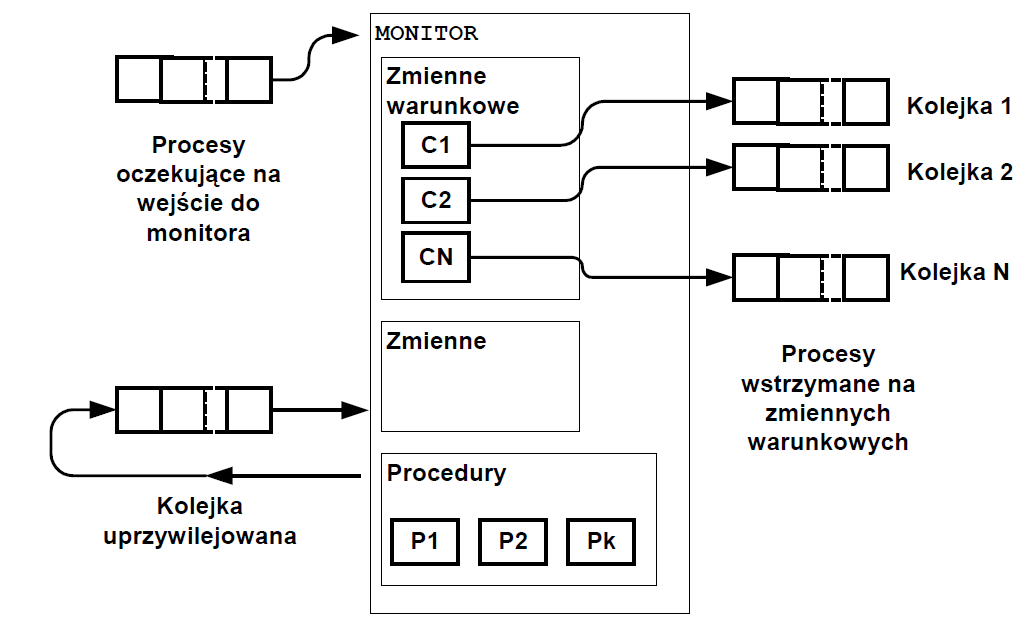 MONITOR
Procesy
oczekujące na
wejście do
monitora
Zmienne
warunkowe
C1
C2
CN
Kolejka 1
Kolejka 2
Kolejka N
Procesy
wstrzymane na
zmiennych
warunkowych
Zmienne
Kolejka
uprzywilejowana
Procedury
P1 P2 Pk